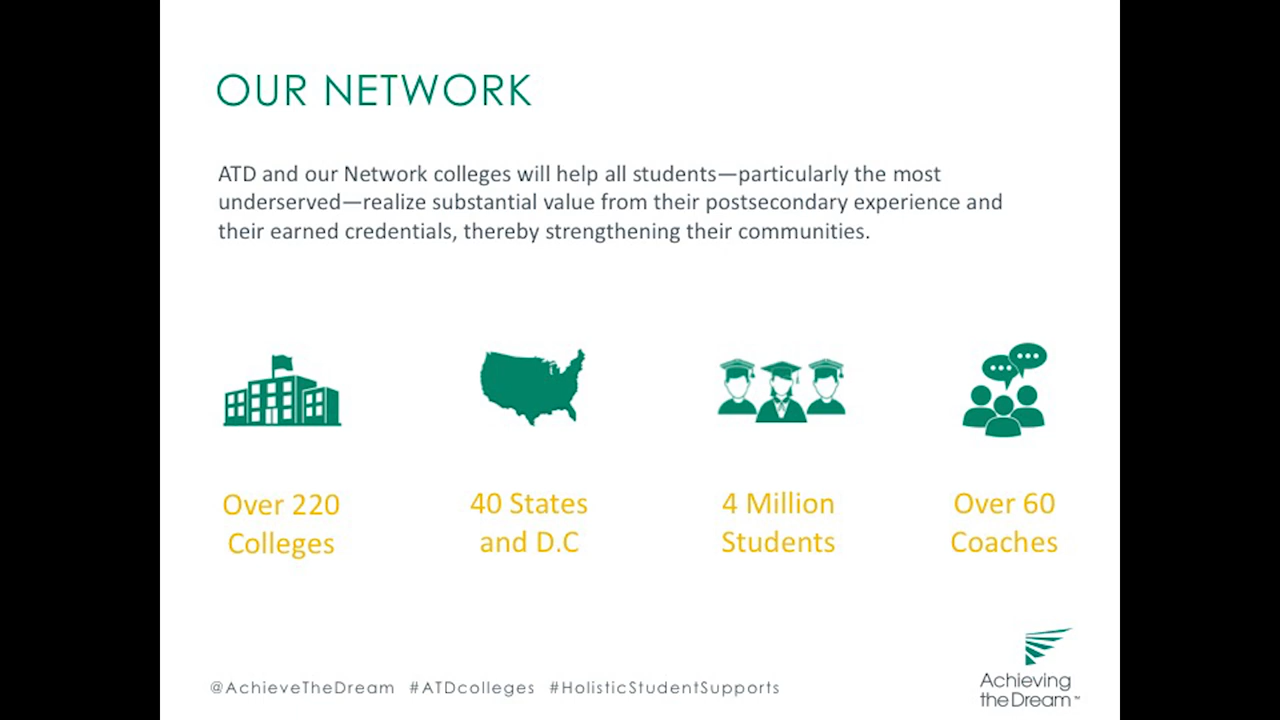 OUR NETWORK
ATD and our Network colleges will help all students—particularly the most
underserved—realize substantial value from their postsecondary experience and
their earned credentials, thereby strengthening their communities.
Over 220
Colleges
40 States
and D.C
4 Million
Students
Over 60
Coaches
@AchieveTheDream #ATDcolleges #HolisticStudentSupports
Achieving
the Dream™